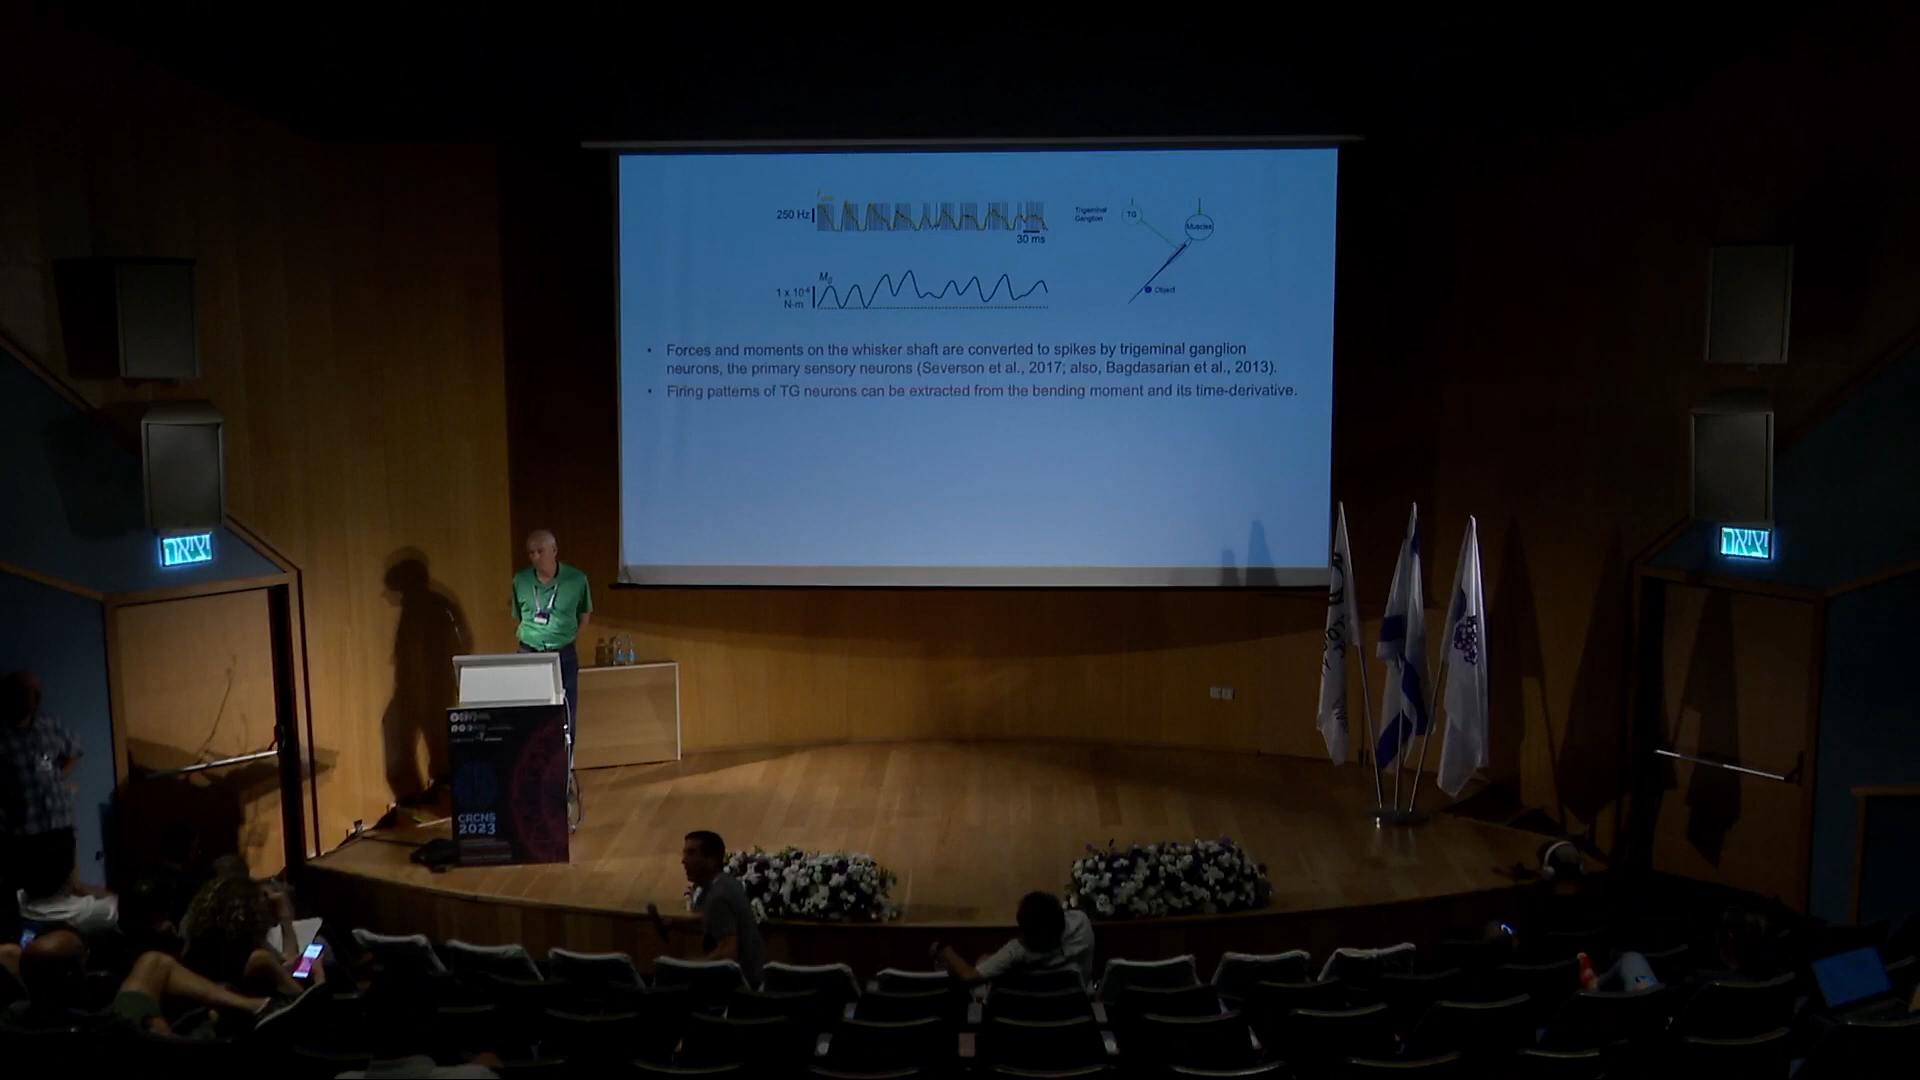 250 Hz
30 ms
Trigeminal
Ganglion
TG
Muscles
Object
M₀
1 x 10⁻⁶
N-m
• Forces and moments on the whisker shaft are converted to spikes by trigeminal ganglion
neurons, the primary sensory neurons (Severson et al., 2017; also, Bagdasarian et al., 2013).
• Firing patterns of TG neurons can be extracted from the bending moment and its time-derivative.
יציאה
יציאה
CRCNS
2023